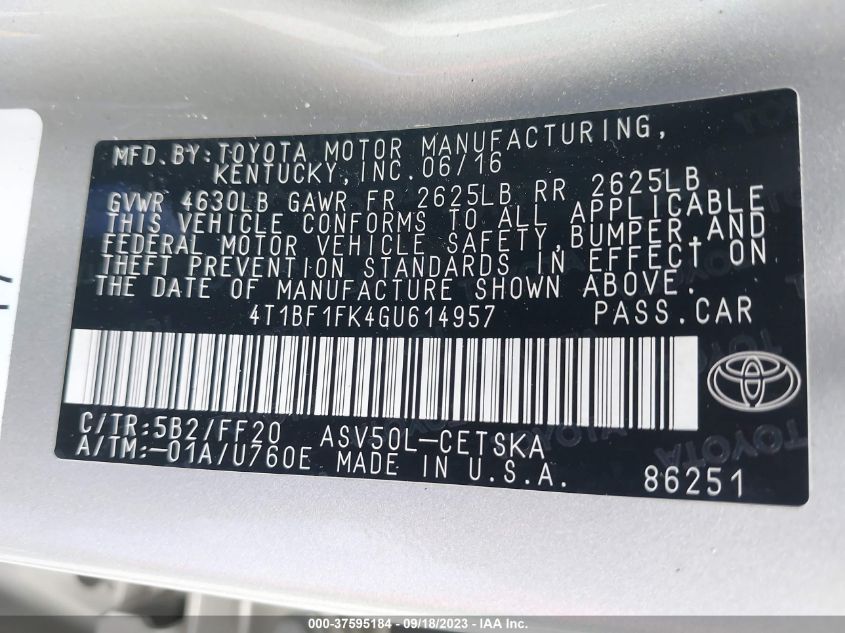 MFD. BY: TOYOTA MOTOR MANUFACTURING,
KENTUCKY, INC. 06/16
GVWR 4630LB GAWR FR 2625LB RR 2625LB
THIS VEHICLE CONFORMS TO ALL APPLICABLE
FEDERAL MOTOR VEHICLE SAFETY, BUMPER, AND
THEFT PREVENTION STANDARDS IN EFFECT ON
THE DATE OF MANUFACTURE SHOWN ABOVE.
4T1BF1FK4GU614957 PASS.CAR
C/TR:5B2/FF20 ASV50L-CETSKA
A/TM:-01A/U760E MADE IN U.S.A.
86251
TOYOTA
000-37595184 - 09/18/2023 - COPYRIGHT IAA, Inc.